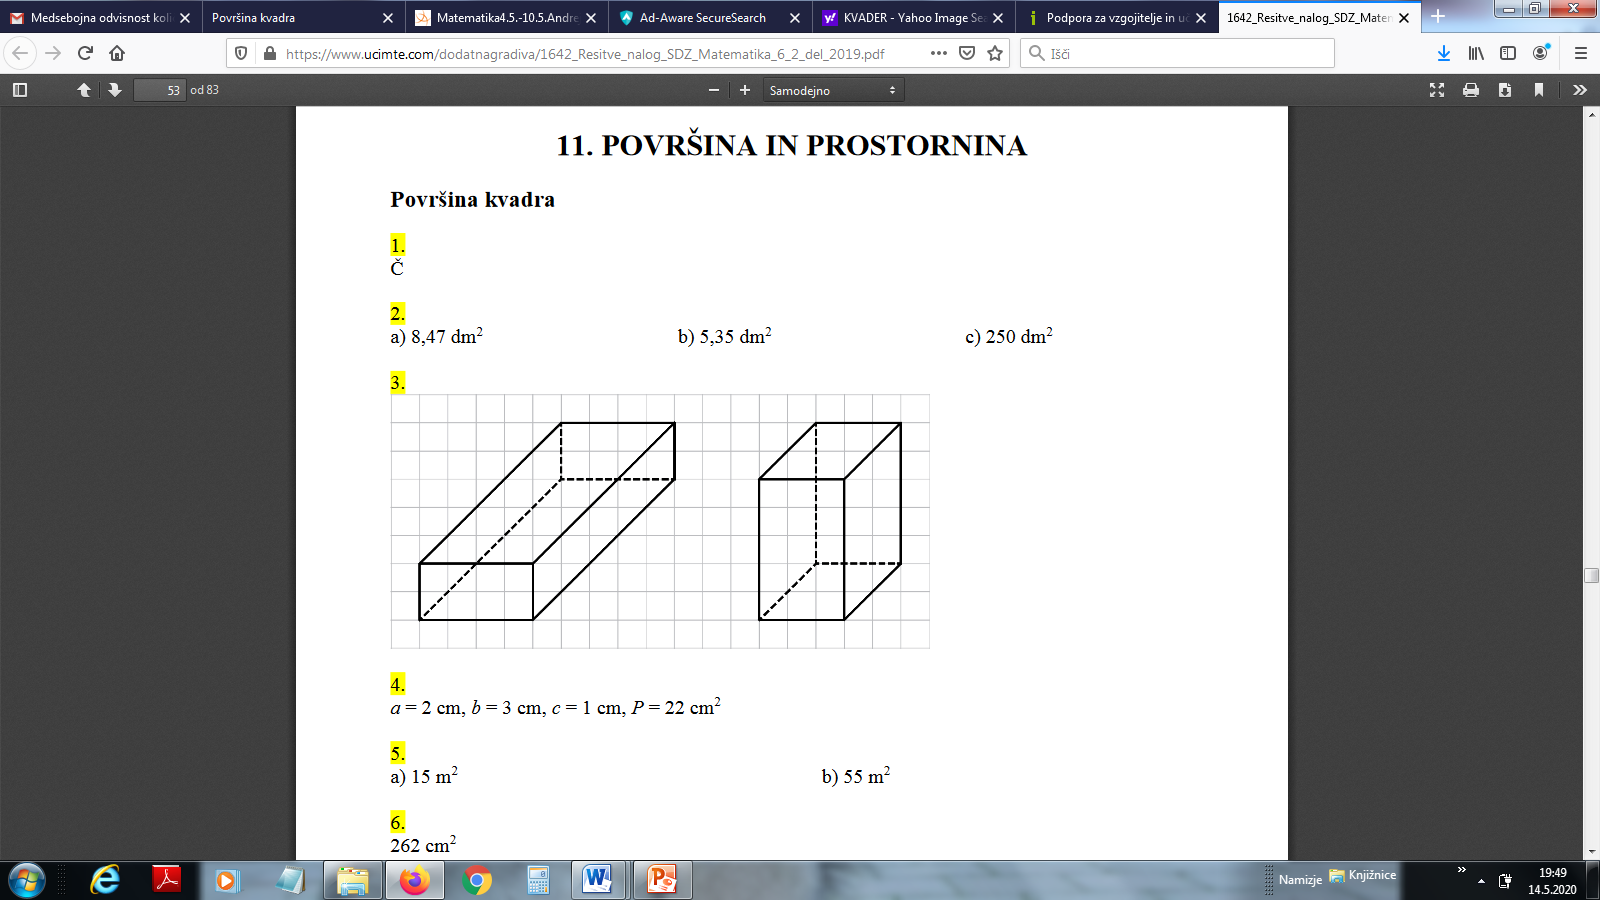 Medsebojna odvisnost koli
Površina kvadra
Matematika4.5.-10.5.Andre
Ad-Aware SecureSearch
KVADER - Yahoo Image Se
Podpora za vzgojitelje in u
1642_Resitve_nalog_SDZ_Matem
https://www.ucimte.com/dodatnagradiva/1642_Resitve_nalog_SDZ_Matematika_6_2_del_2019.pdf
Išči
53 od 83
Samodejno
11. POVRŠINA IN PROSTORNINA
Površina kvadra
1.
Č
2.
a) 8,47 dm² b) 5,35 dm² c) 250 dm²
3.
4.
a = 2 cm, b = 3 cm, c = 1 cm, P = 22 cm²
5.
a) 15 m² b) 55 m²
6.
262 cm²
Namizje
Knjižnice
19:49
14.5.2020